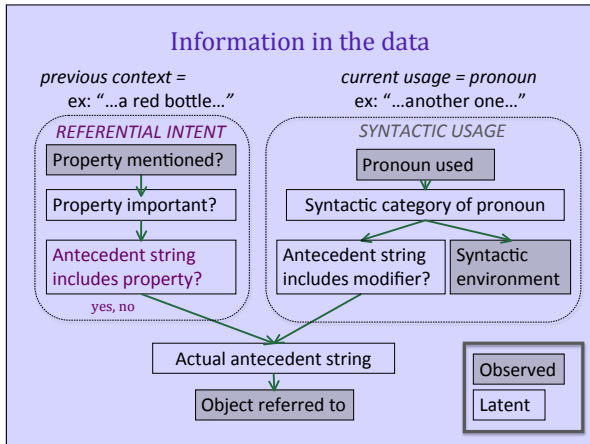 Information in the data
previous context =
ex: “...a red bottle...”
current usage = pronoun
ex: “...another one...”
REFERENTIAL INTENT
Property mentioned?
Property important?
Antecedent string
includes property?
yes, no
SYNTACTIC USAGE
Pronoun used
Syntactic category of pronoun
Antecedent string
includes modifier?
Syntactic
environment
Actual antecedent string
Object referred to
Observed
Latent